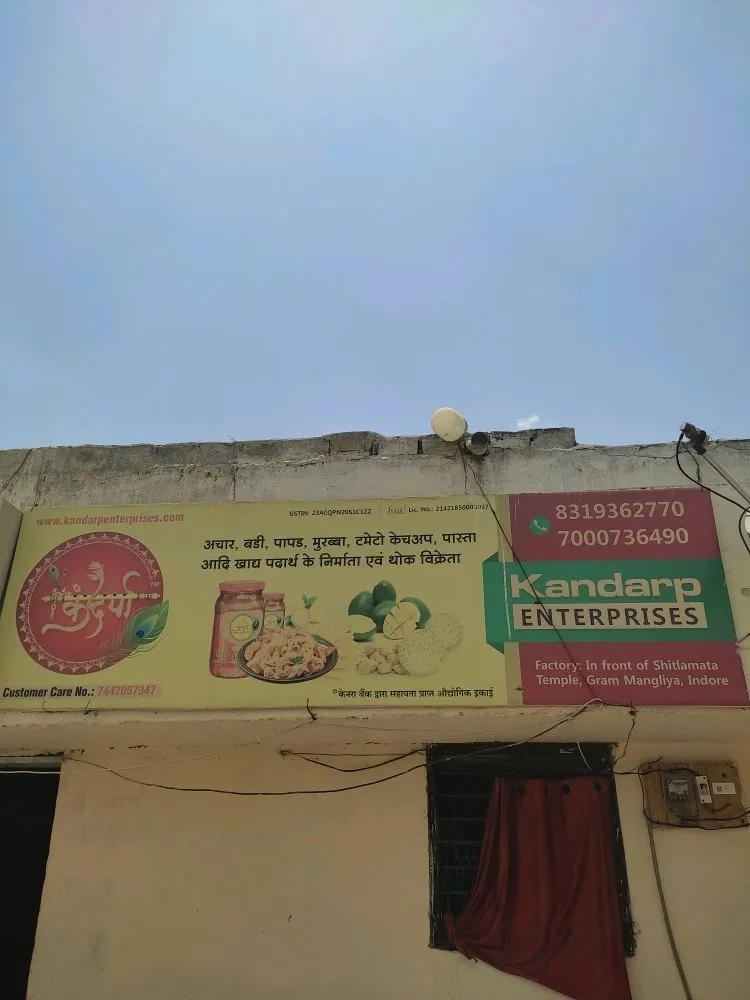 www.kandarpenterprises.com
GSTIN: 23ACQPN2051C1ZZ
Lic. No.: 21421850003037
अचार, बडी, पापड, मुरब्बा, टमेटो केचअप, पास्ता
आदि खाद्य पदार्थ के निर्माता एवं थोक विक्रेता
TM
Customer Care No.: 7447057347
*केनरा बैंक द्वारा सहायता प्राप्त औद्योगिक इकाई
8319362770
7000736490
Kandarp
ENTERPRISES
Factory: In front of Shitlamata
Temple, Gram Mangliya, Indore